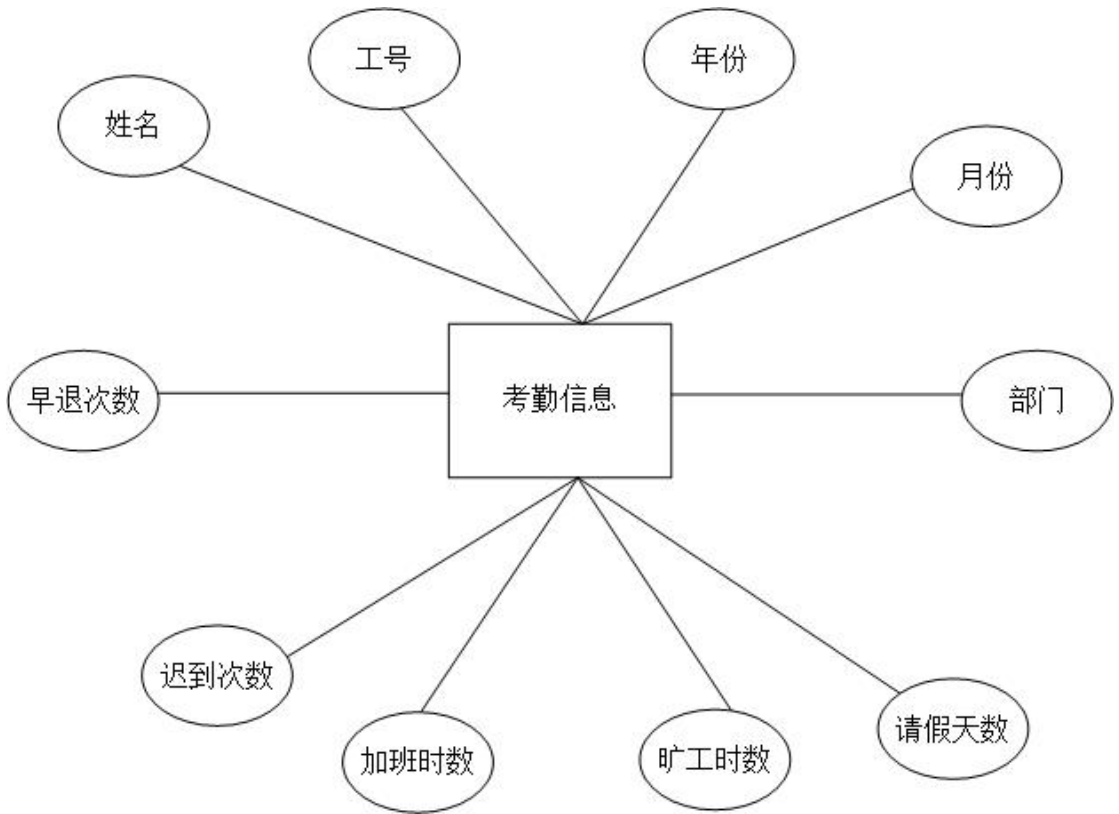 工号
年份
姓名
月份
早退次数
考勤信息
部门
迟到次数
加班时数
旷工时数
请假天数